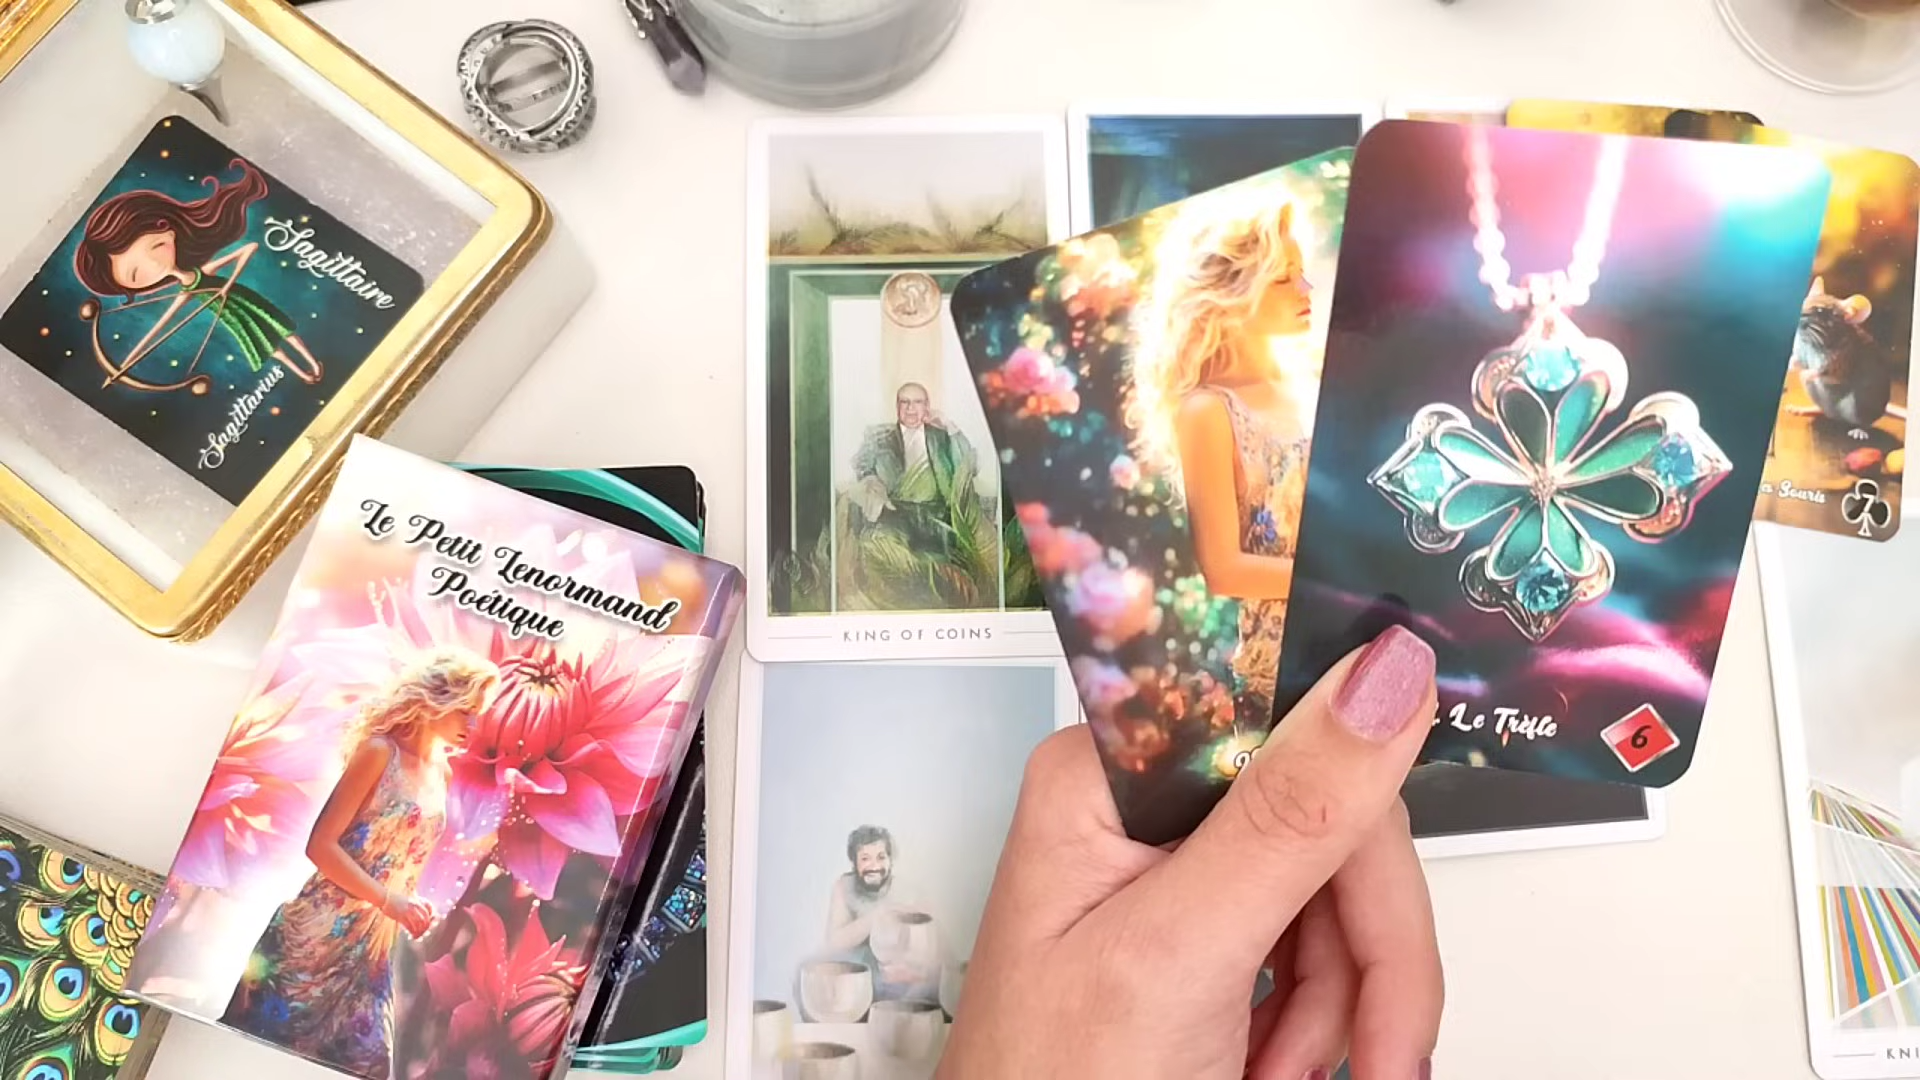 Sagittaire
Sagittarius
Le Petit Lenormand
Poétique
KING OF COINS
Le Trèfle
6
Souris
7